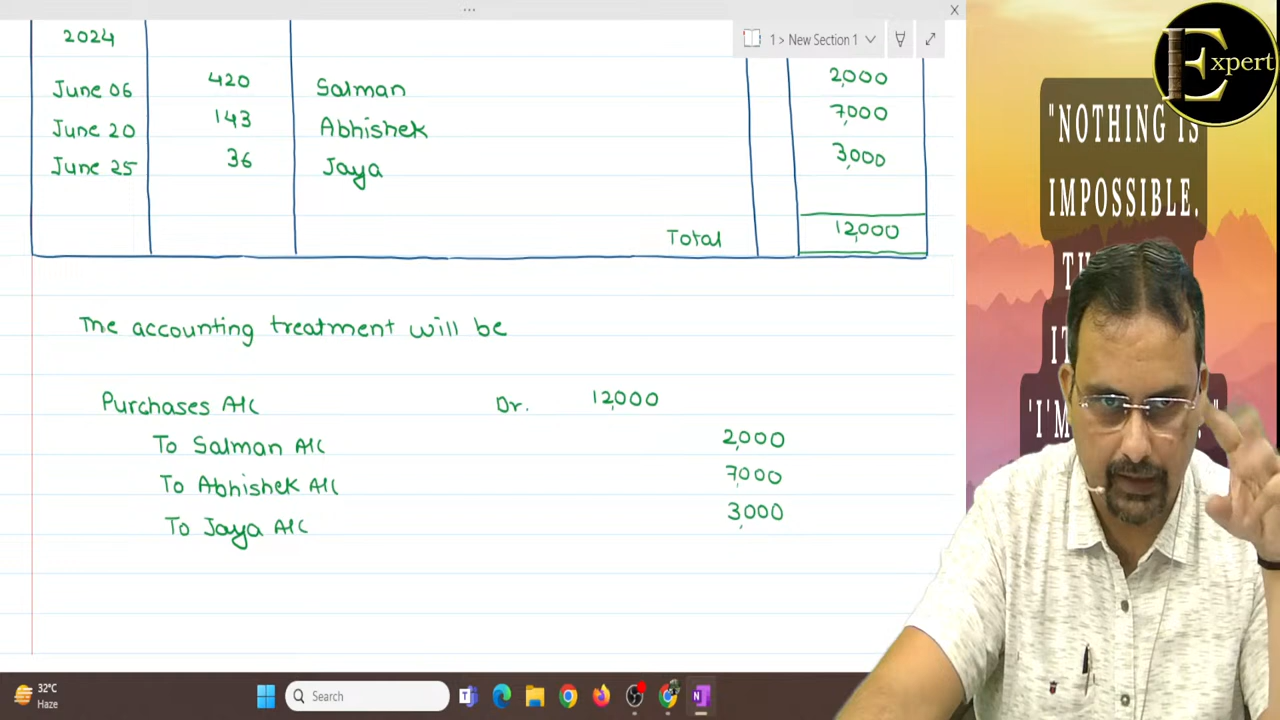 1 > New Section 1
2024
June 06 420 Salman 2,000
June 20 143 Abhishek 7,000
June 25 36 Jaya 3,000
Total 12,000
The accounting treatment will be
Purchases A/C Dr. 12,000
To Salman A/C 2,000
To Abhishek A/C 7,000
To Jaya A/C 3,000
Expert
"NOTHING IS
IMPOSSIBLE.
32°C
Haze
Search